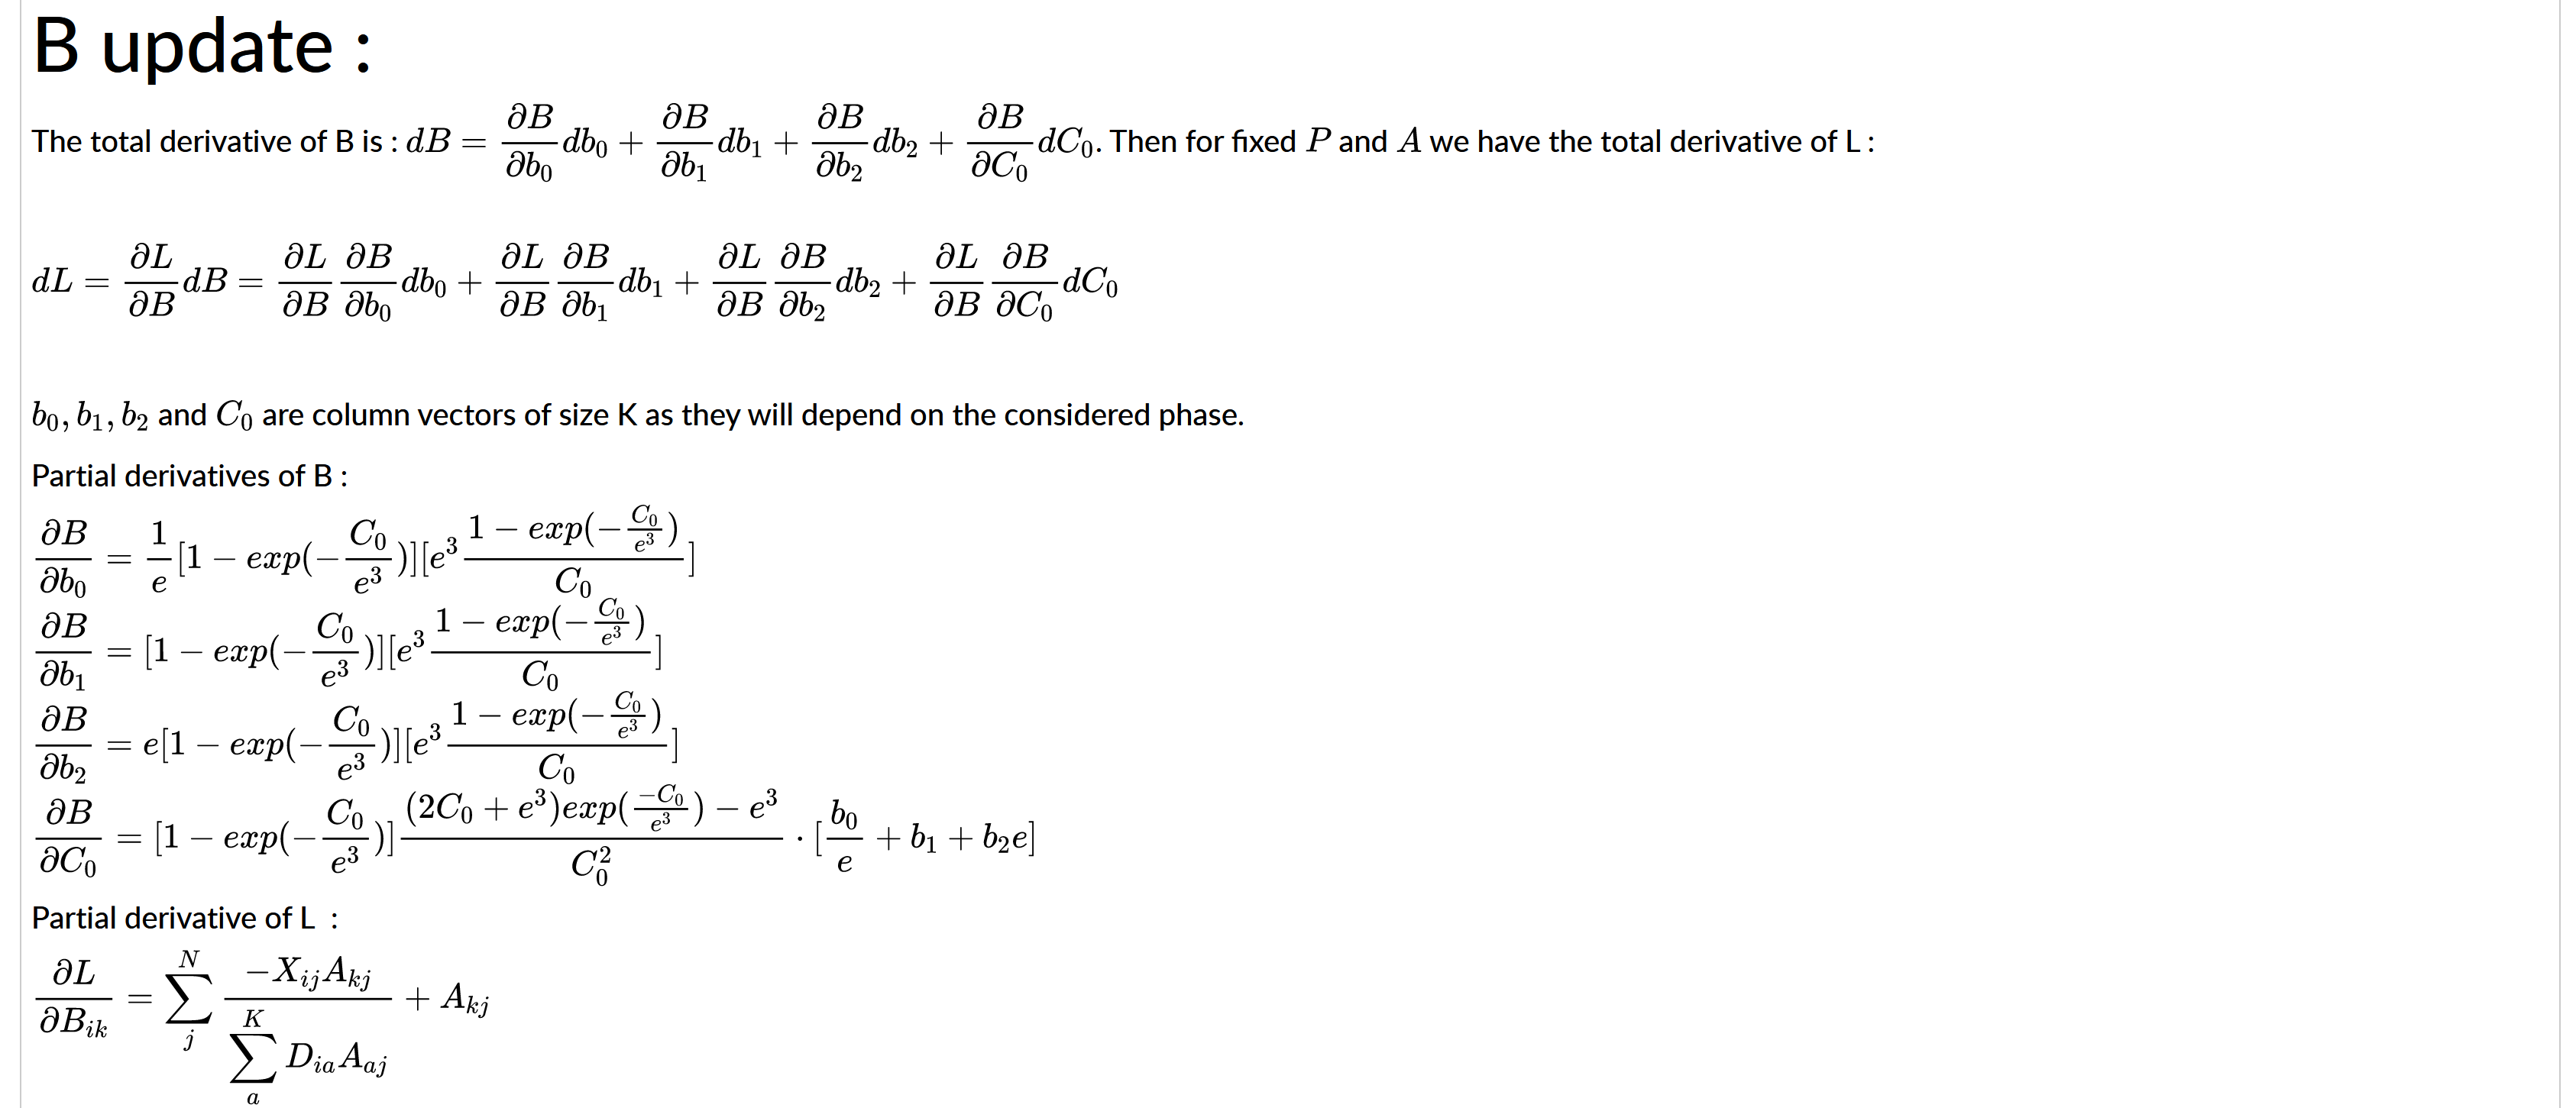 B update :
The total derivative of B is : $dB = \frac{\partial B}{\partial b_0} db_0 + \frac{\partial B}{\partial b_1} db_1 + \frac{\partial B}{\partial b_2} db_2 + \frac{\partial B}{\partial C_0} dC_0$. Then for fixed $P$ and $A$ we have the total derivative of L :
$dL = \frac{\partial L}{\partial B} dB = \frac{\partial L}{\partial B} \frac{\partial B}{\partial b_0} db_0 + \frac{\partial L}{\partial B} \frac{\partial B}{\partial b_1} db_1 + \frac{\partial L}{\partial B} \frac{\partial B}{\partial b_2} db_2 + \frac{\partial L}{\partial B} \frac{\partial B}{\partial C_0} dC_0$
$b_0, b_1, b_2$ and $C_0$ are column vectors of size K as they will depend on the considered phase.
Partial derivatives of B :
$\frac{\partial B}{\partial b_0} = \frac{1}{e} [1 - exp(-\frac{C_0}{e^3})][e^3 \frac{1 - exp(-\frac{C_0}{e^3})}{C_0}]$
$\frac{\partial B}{\partial b_1} = [1 - exp(-\frac{C_0}{e^3})][e^3 \frac{1 - exp(-\frac{C_0}{e^3})}{C_0}]$
$\frac{\partial B}{\partial b_2} = e[1 - exp(-\frac{C_0}{e^3})][e^3 \frac{1 - exp(-\frac{C_0}{e^3})}{C_0}]$
$\frac{\partial B}{\partial C_0} = [1 - exp(-\frac{C_0}{e^3})] \frac{(2C_0 + e^3)exp(\frac{-C_0}{e^3}) - e^3}{C_0^2} \cdot [\frac{b_0}{e} + b_1 + b_2 e]$
Partial derivative of L :
$\frac{\partial L}{\partial B_{ik}} = \sum_j^N \frac{-X_{ij} A_{kj}}{\sum_a^K D_{ia} A_{aj}} + A_{kj}$